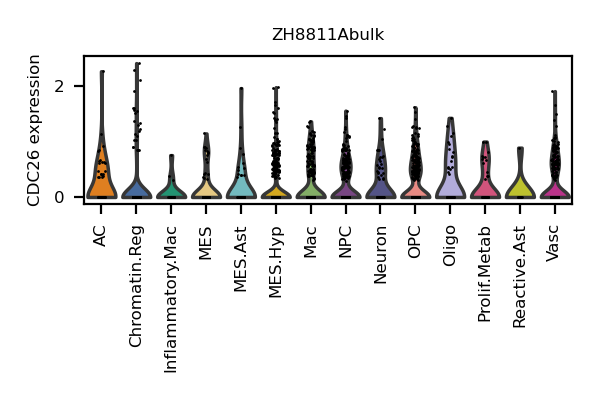 ZH8811Abulk
CDC26 expression
2
0
AC
Chromatin.Reg
Inflammatory.Mac
MES
MES.Ast
MES.Hyp
Mac
NPC
Neuron
OPC
Oligo
Prolif.Metab
Reactive.Ast
Vasc